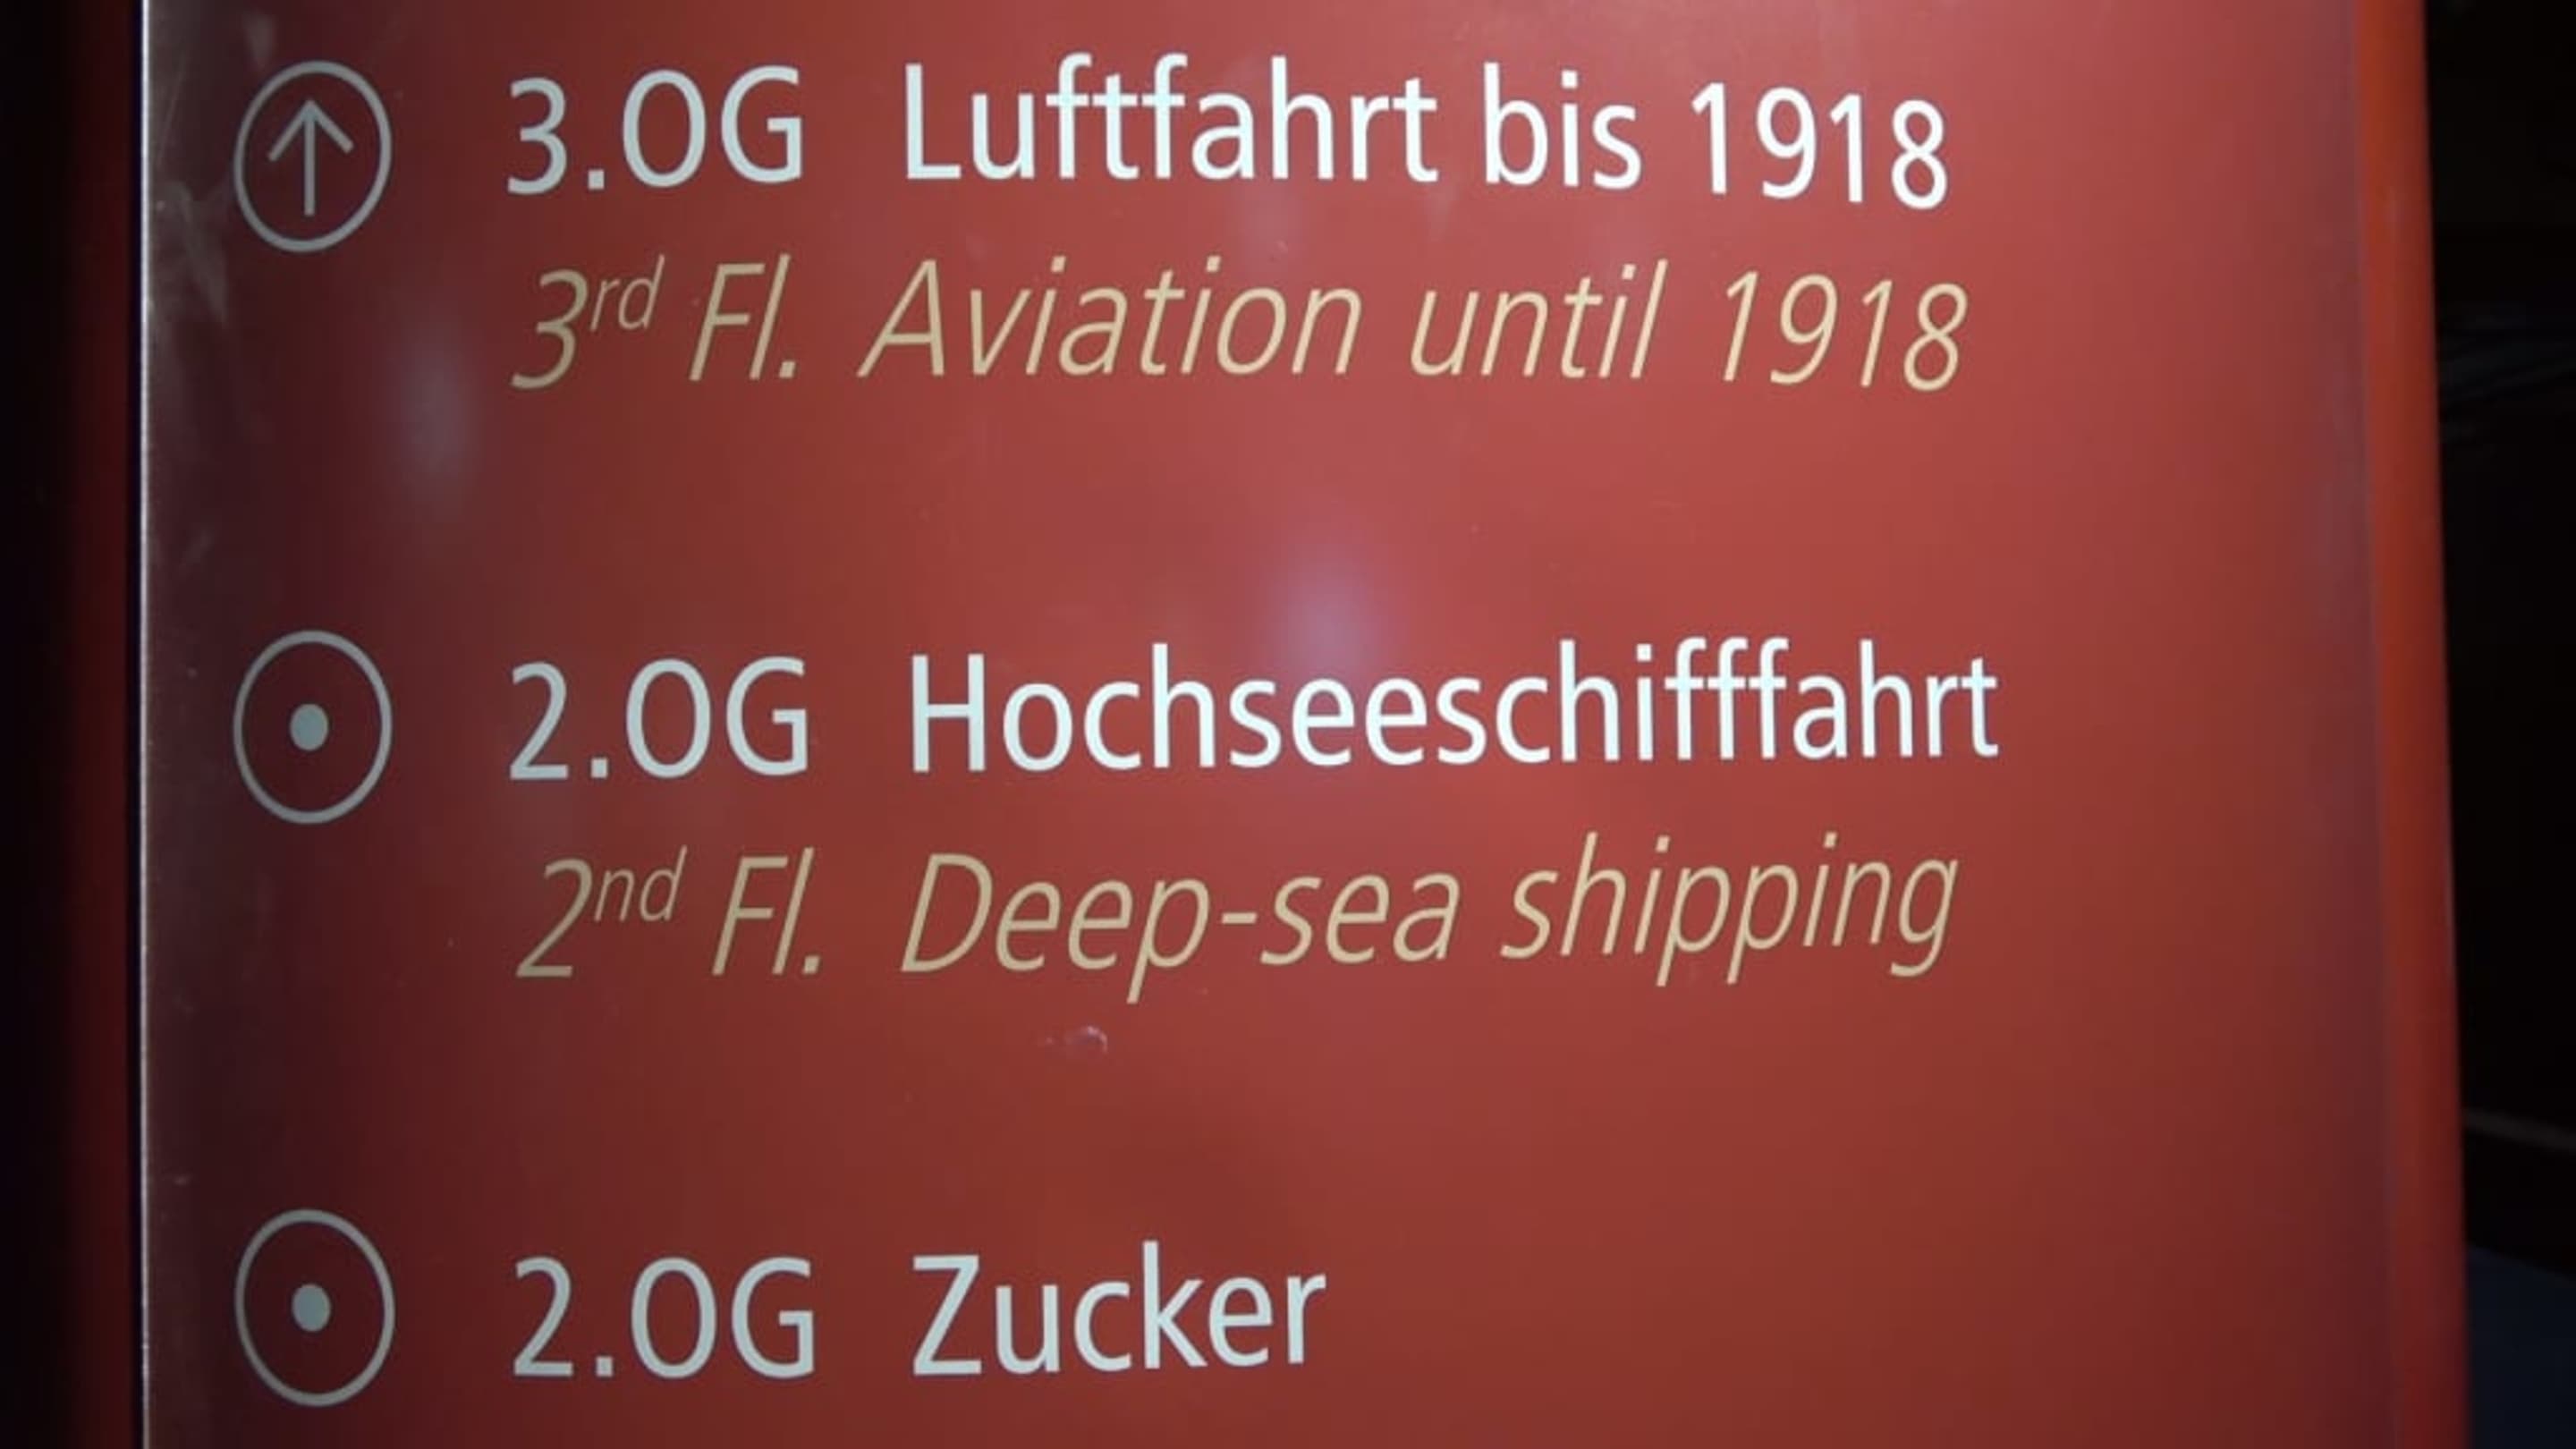 3.OG Luftfahrt bis 1918
3rd Fl. Aviation until 1918
2.OG Hochseeschifffahrt
2nd Fl. Deep-sea shipping
2.OG Zucker